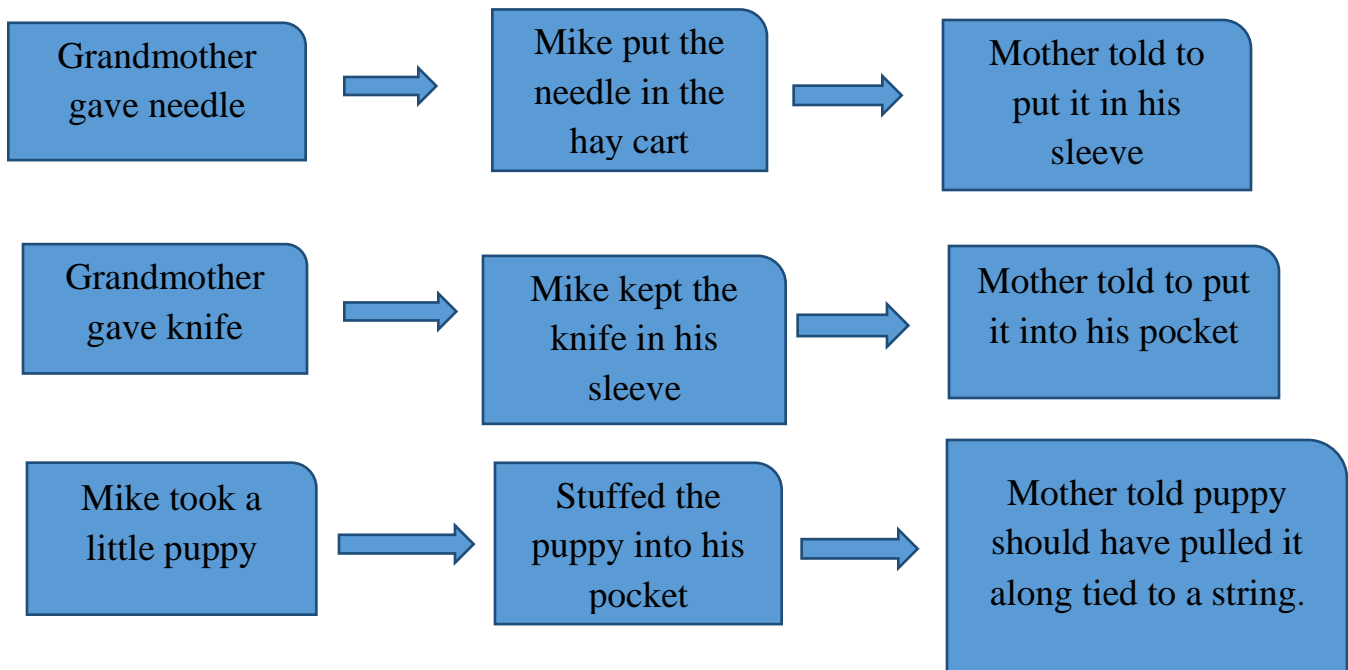 Grandmother
gave needle
Mike put the
needle in the
hay cart
Mother told to
put it in his
sleeve
Grandmother
gave knife
Mike kept the
knife in his
sleeve
Mother told to put
it into his pocket
Mike took a
little puppy
Stuffed the
puppy into his
pocket
Mother told puppy
should have pulled it
along tied to a string.